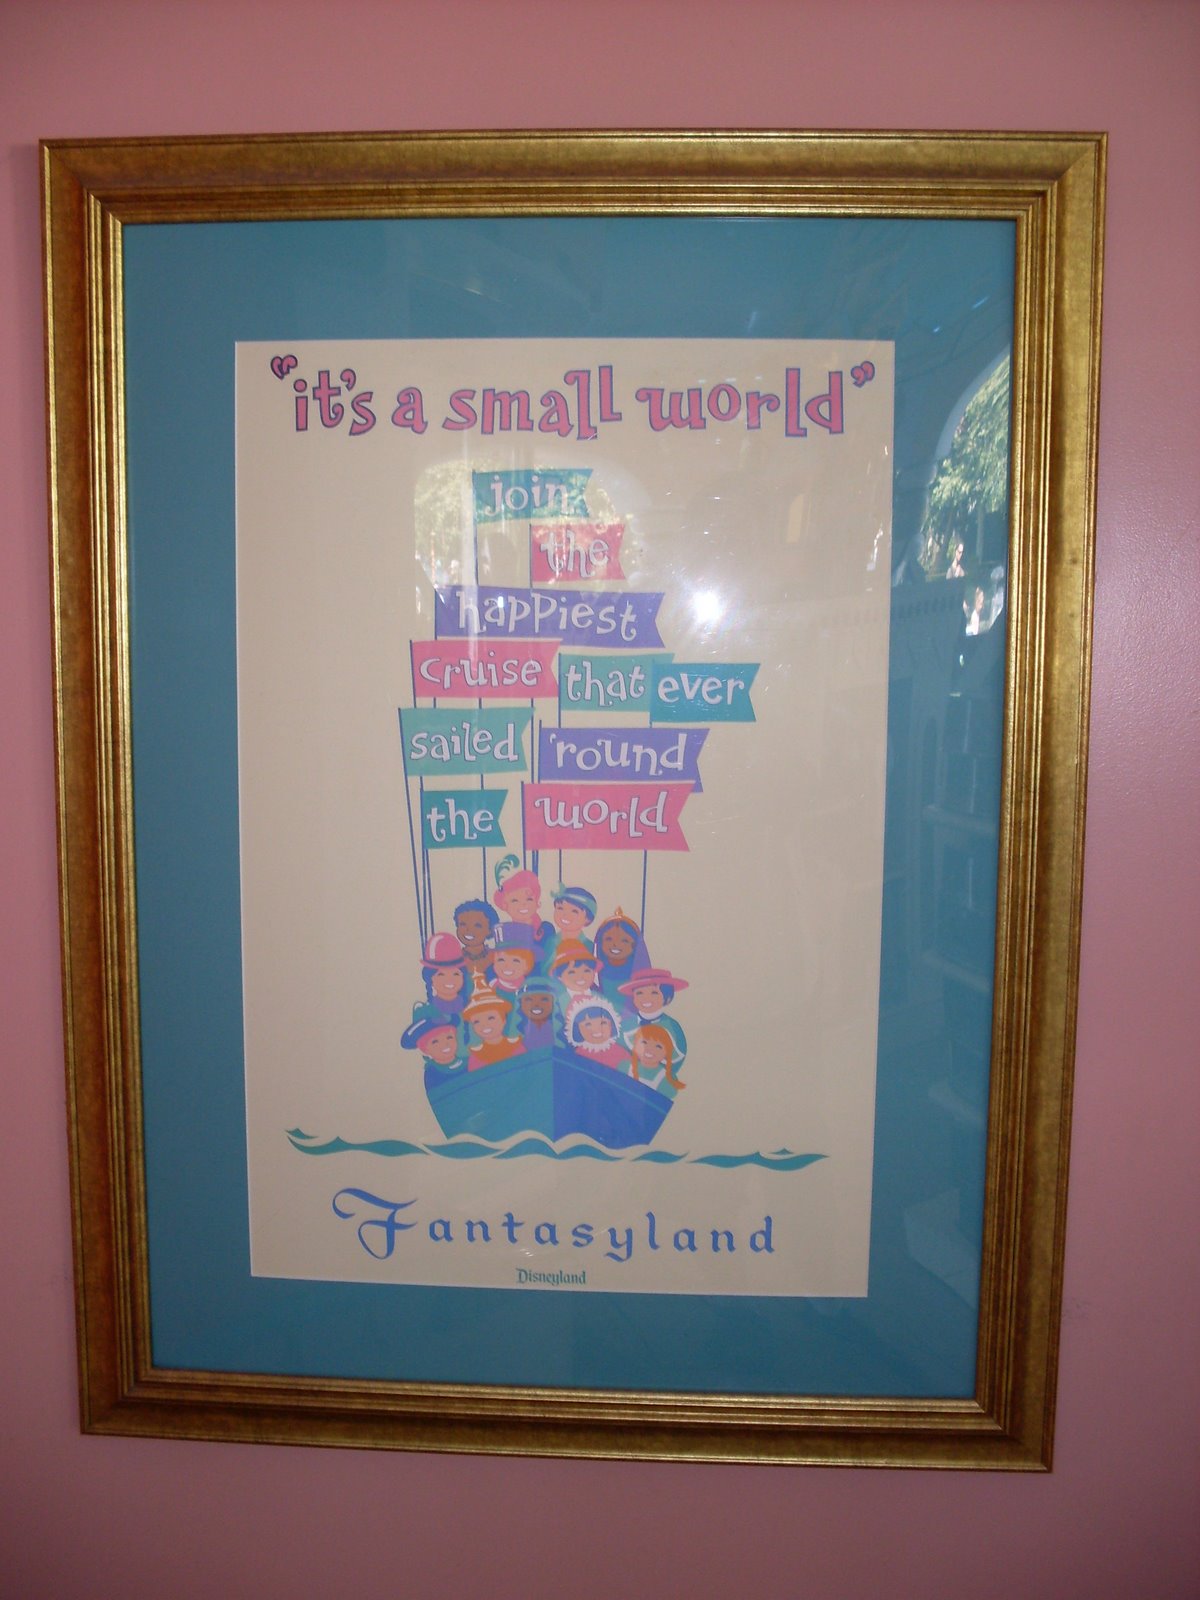 "it's a small world"
join
the
happiest
cruise that ever
sailed 'round
the world
Fantasyland
Disneyland